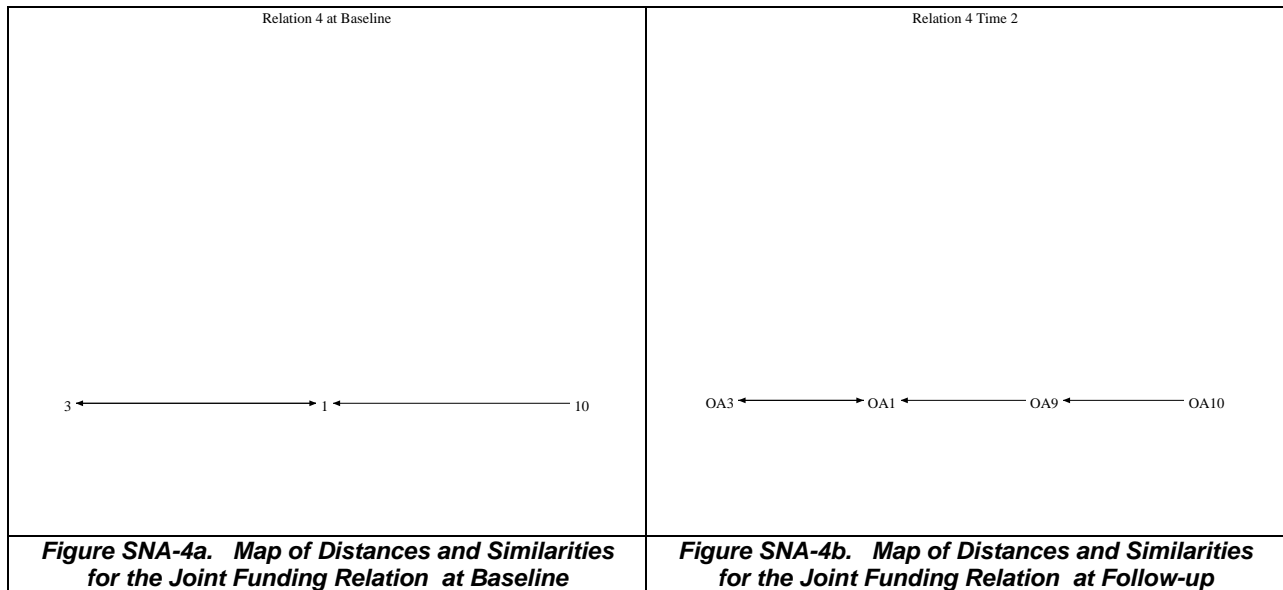 Relation 4 at Baseline
3 1 10
Figure SNA-4a. Map of Distances and Similarities
for the Joint Funding Relation at Baseline
Relation 4 Time 2
OA3 OA1 OA9 OA10
Figure SNA-4b. Map of Distances and Similarities
for the Joint Funding Relation at Follow-up